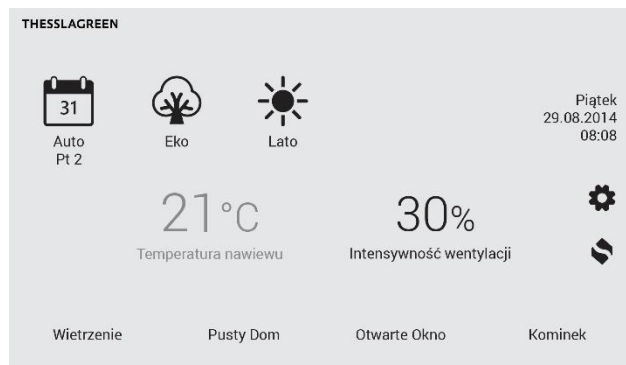 THESSLAGREEN
31
Auto
Pt 2
Eko
Lato
Piątek
29.08.2014
08:08
21°C
Temperatura nawiewu
30%
Intensywność wentylacji
Wietrzenie
Pusty Dom
Otwarte Okno
Kominek